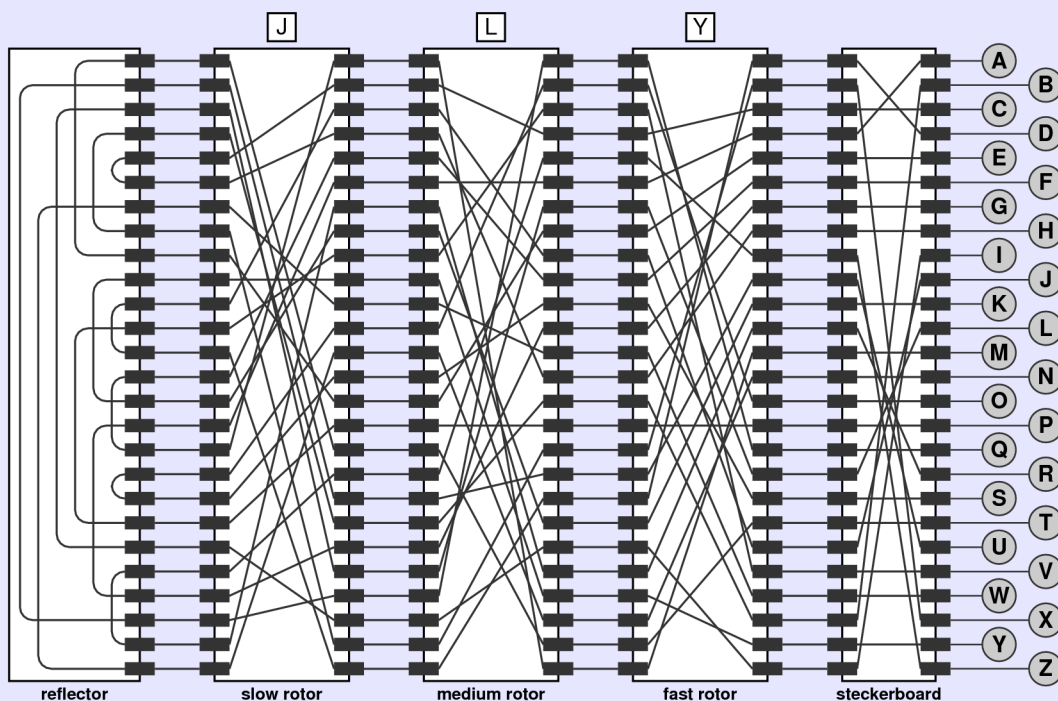 J L Y
A
B
C
D
E
F
G
H
I
J
K
L
M
N
O
P
Q
R
S
T
U
V
W
X
Y
Z
reflector slow rotor medium rotor fast rotor steckerboard